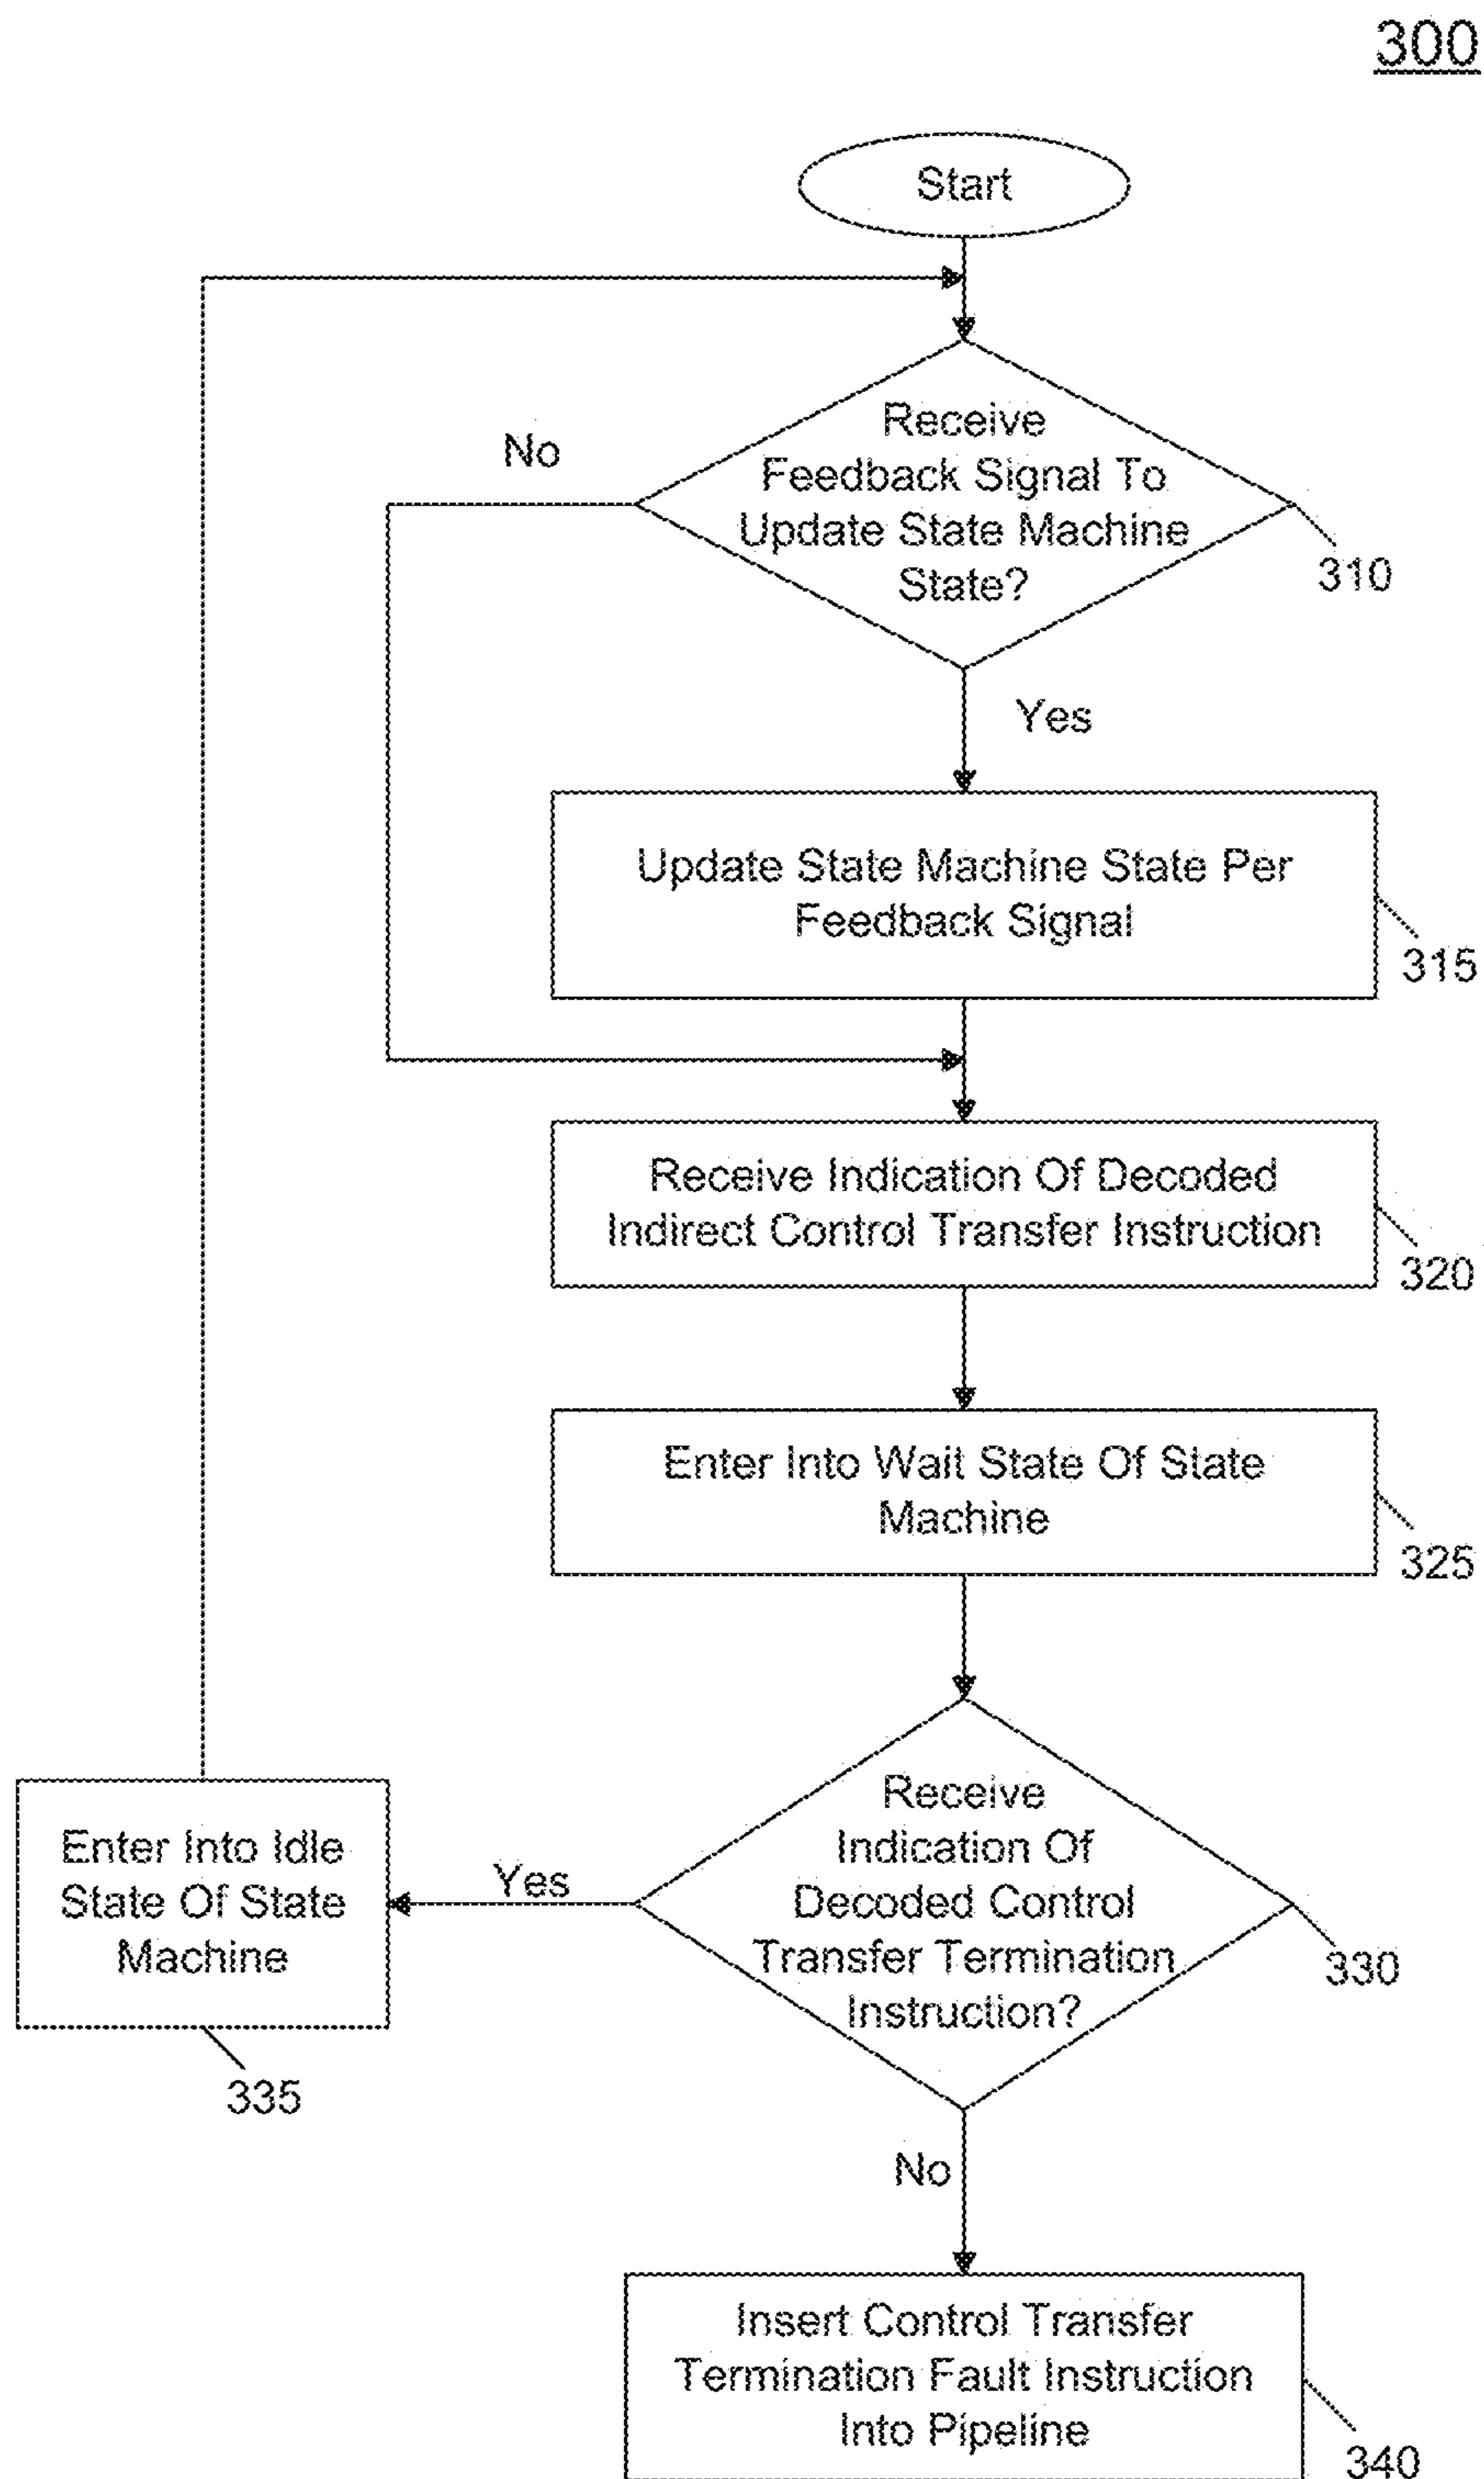 300
Start
Receive
Feedback Signal To
Update State Machine
State?
No
310
Yes
Update State Machine State Per
Feedback Signal
315
Receive Indication Of Decoded
Indirect Control Transfer Instruction
320
Enter Into Wait State Of State
Machine
325
Receive
Indication Of
Decoded Control
Transfer Termination
Instruction?
330
Yes
Enter Into Idle
State Of State
Machine
335
No
Insert Control Transfer
Termination Fault Instruction
Into Pipeline
340